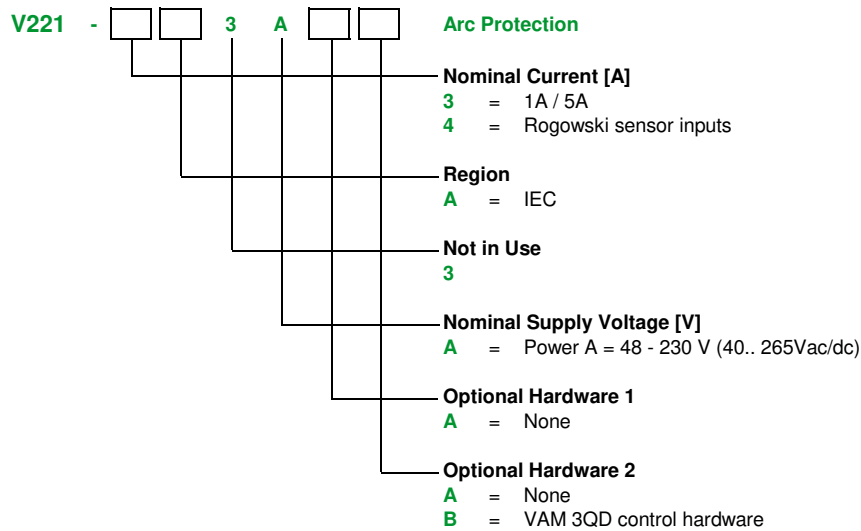 V221 - 3 A Arc Protection
Nominal Current [A]
3 = 1A / 5A
4 = Rogowski sensor inputs
Region
A = IEC
Not in Use
3
Nominal Supply Voltage [V]
A = Power A = 48 - 230 V (40.. 265Vac/dc)
Optional Hardware 1
A = None
Optional Hardware 2
A = None
B = VAM 3QD control hardware